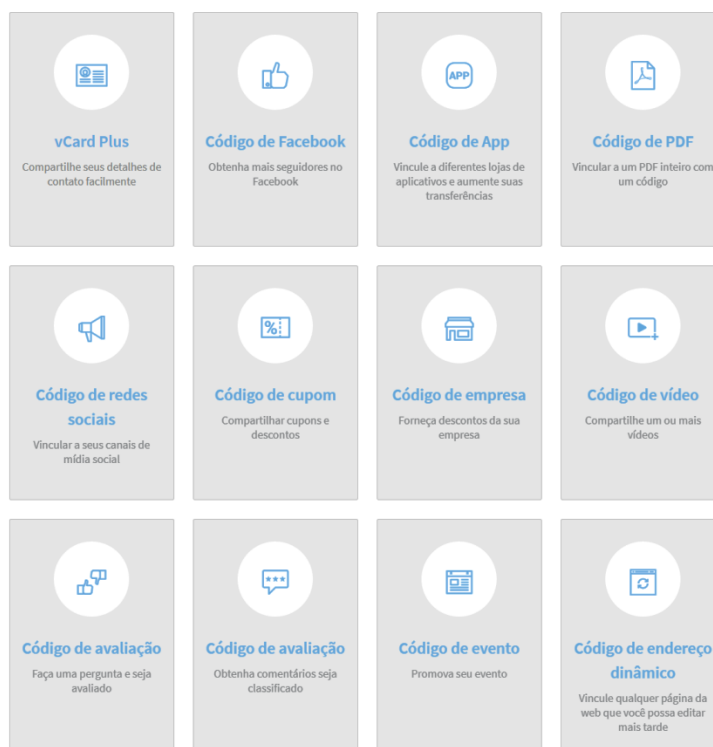 vCard Plus
Compartilhe seus detalhes de
contato facilmente
Código de Facebook
Obtenha mais seguidores no
Facebook
APP
Código de App
Vincule a diferentes lojas de
aplicativos e aumente suas
transferências
Código de PDF
Vincular a um PDF inteiro com
um código
Código de redes
sociais
Vincular a seus canais de
mídia social
%
Código de cupom
Compartilhar cupons e
descontos
Código de empresa
Forneça descontos da sua
empresa
Código de vídeo
Compartilhe um ou mais
vídeos
Código de avaliação
Faça uma pergunta e seja
avaliado
Código de avaliação
Obtenha comentários seja
classificado
Código de evento
Promova seu evento
Código de endereço
dinâmico
Vincule qualquer página da
web que você possa editar
mais tarde